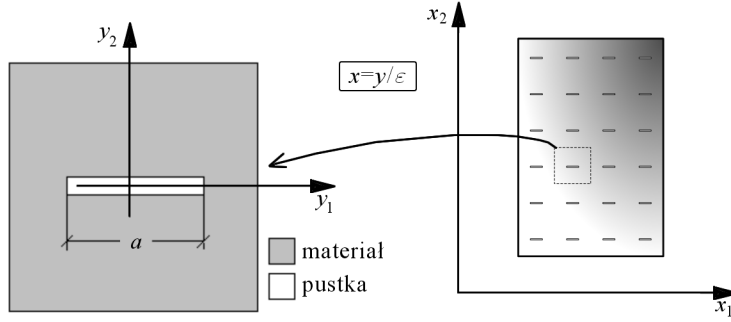 y2
x2
x=y/ε
y1
a
materiał
pustka
x1